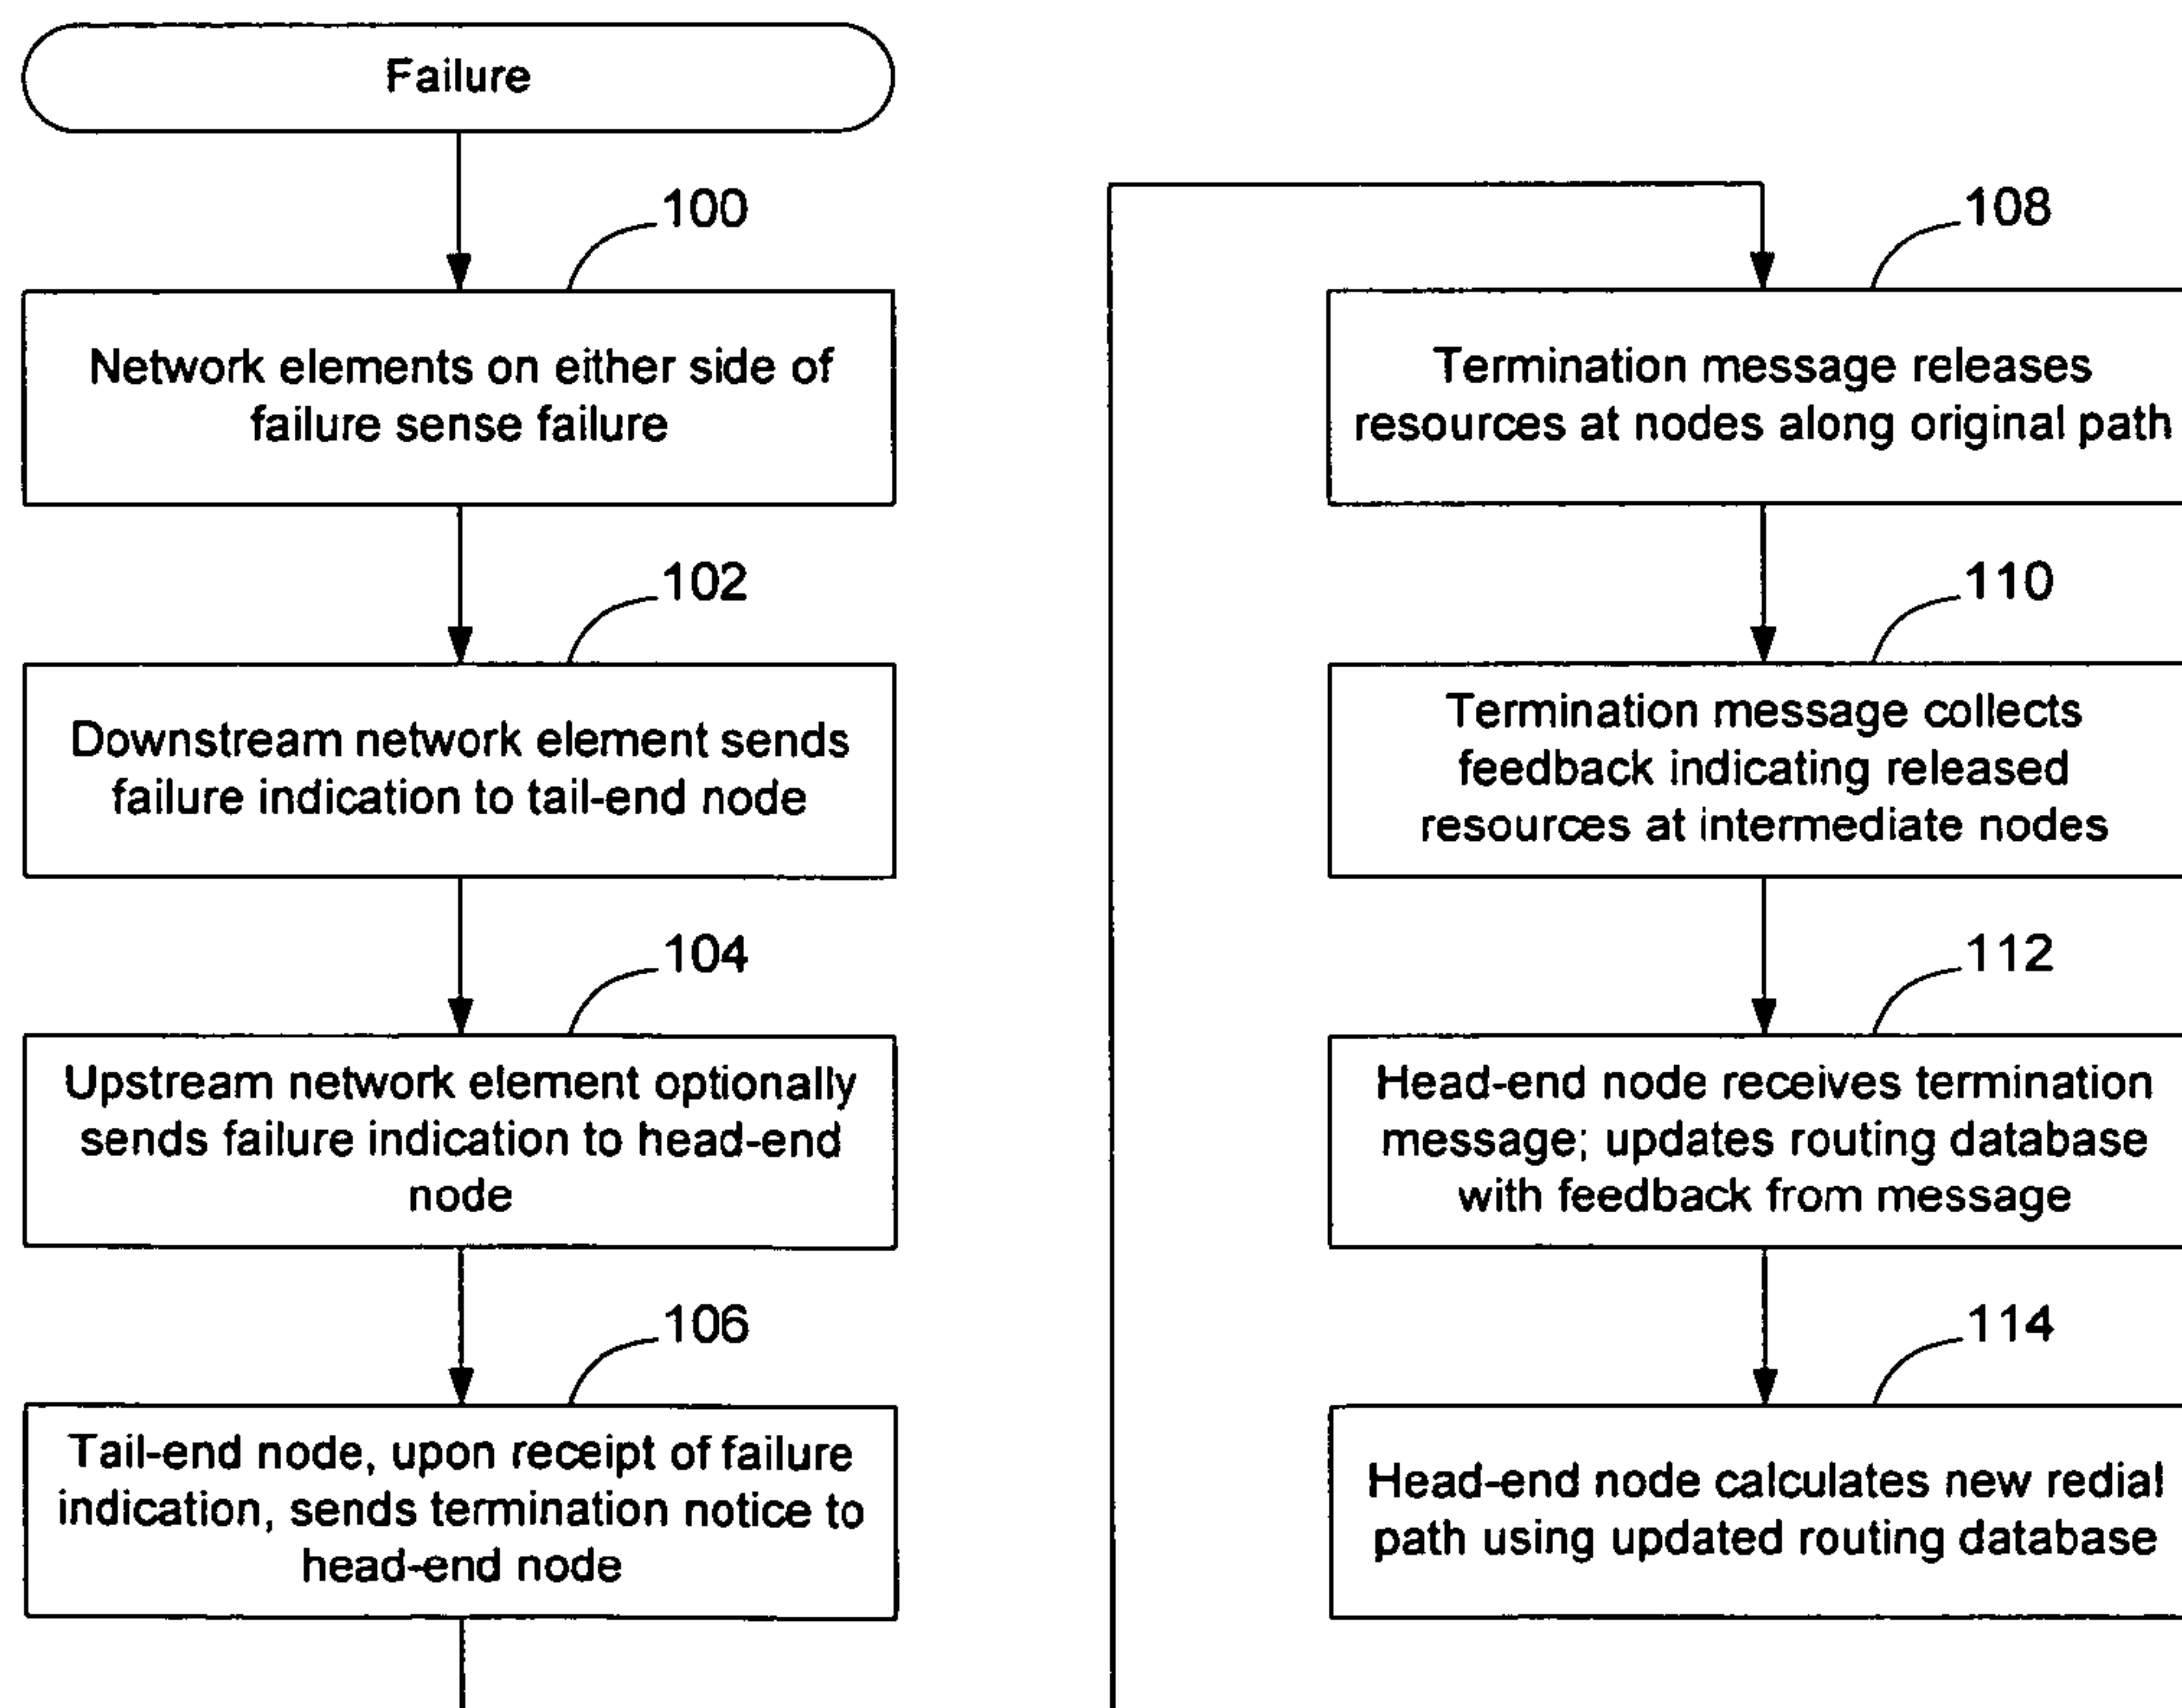 Failure
100
Network elements on either side of
failure sense failure
102
Downstream network element sends
failure indication to tail-end node
104
Upstream network element optionally
sends failure indication to head-end
node
106
Tail-end node, upon receipt of failure
indication, sends termination notice to
head-end node
108
Termination message releases
resources at nodes along original path
110
Termination message collects
feedback indicating released
resources at intermediate nodes
112
Head-end node receives termination
message; updates routing database
with feedback from message
114
Head-end node calculates new redial
path using updated routing database